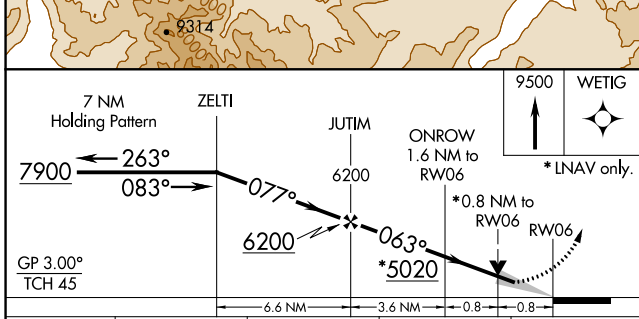 9314
7 NM
Holding Pattern
ZELTI
JUTIM
6200
ONROW
1.6 NM to
RW06
9500
WETIG
* LNAV only.
*0.8 NM to
RW06
RW06
7900
263°
083°
077°
6200
063°
*5020
GP 3.00°
TCH 45
6.6 NM
3.6 NM
0.8
0.8